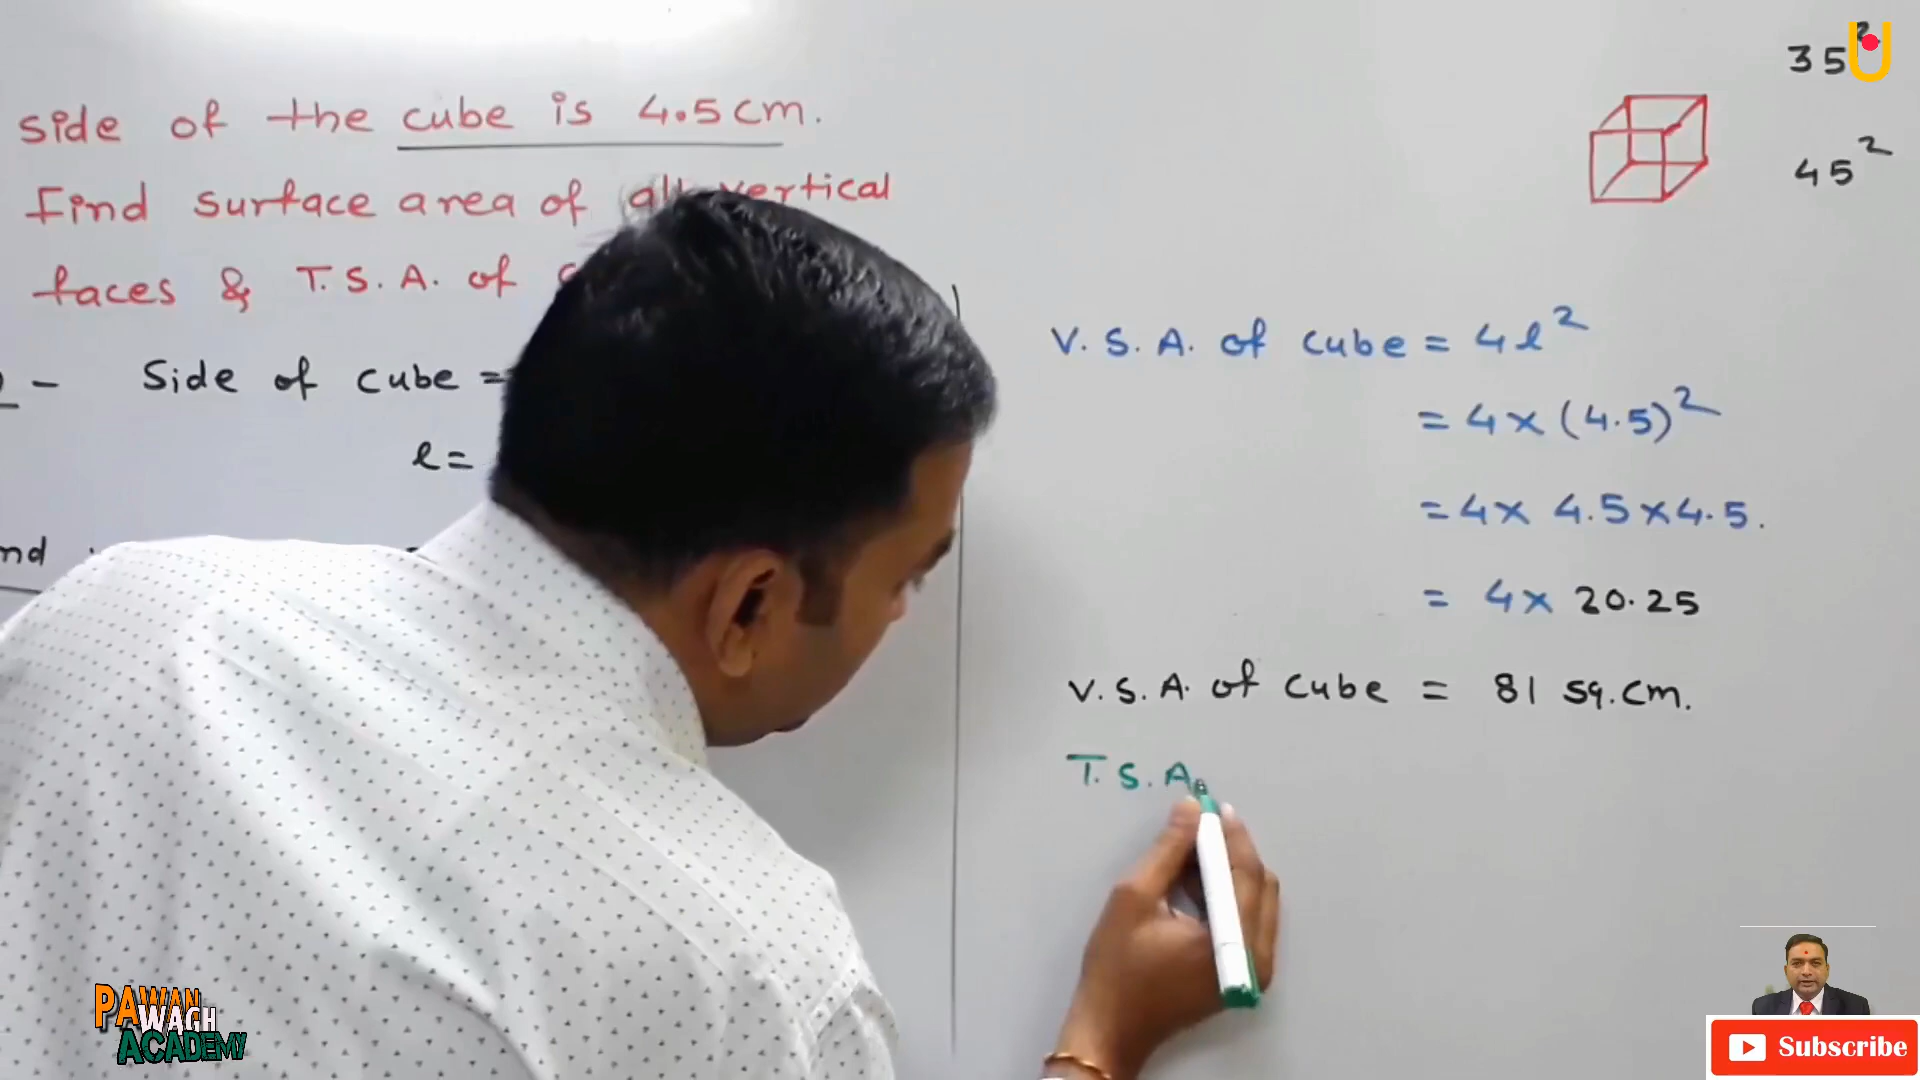 side of the cube is 4.5 cm.
Find surface area of all vertical
faces & T.S.A. of
Side of cube =
l =
35²
45²
V.S.A. of cube = 4l²
= 4 × (4.5)²
= 4 × 4.5 × 4.5.
= 4 × 20.25
V.S.A. of cube = 81 sq.cm.
T.S.A.
PAWAN
WAGH
ACADEMY
U
Subscribe